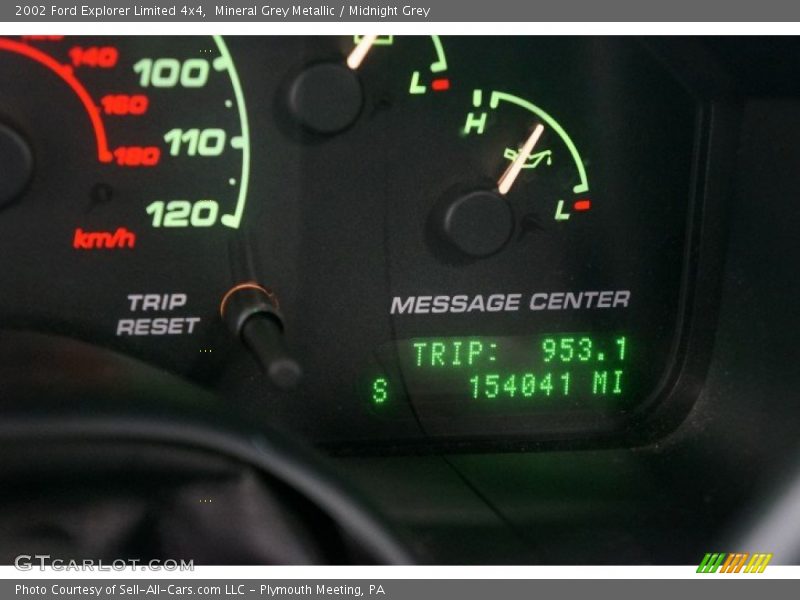 2002 Ford Explorer Limited 4x4,  Mineral Grey Metallic / Midnight Grey
140
100
160
110
180
120
km/h
L
H
L
TRIP
RESET
MESSAGE CENTER
TRIP:   953.1
S   154041 MI
GTCARLOT.COM
Photo Courtesy of Sell-All-Cars.com LLC - Plymouth Meeting, PA